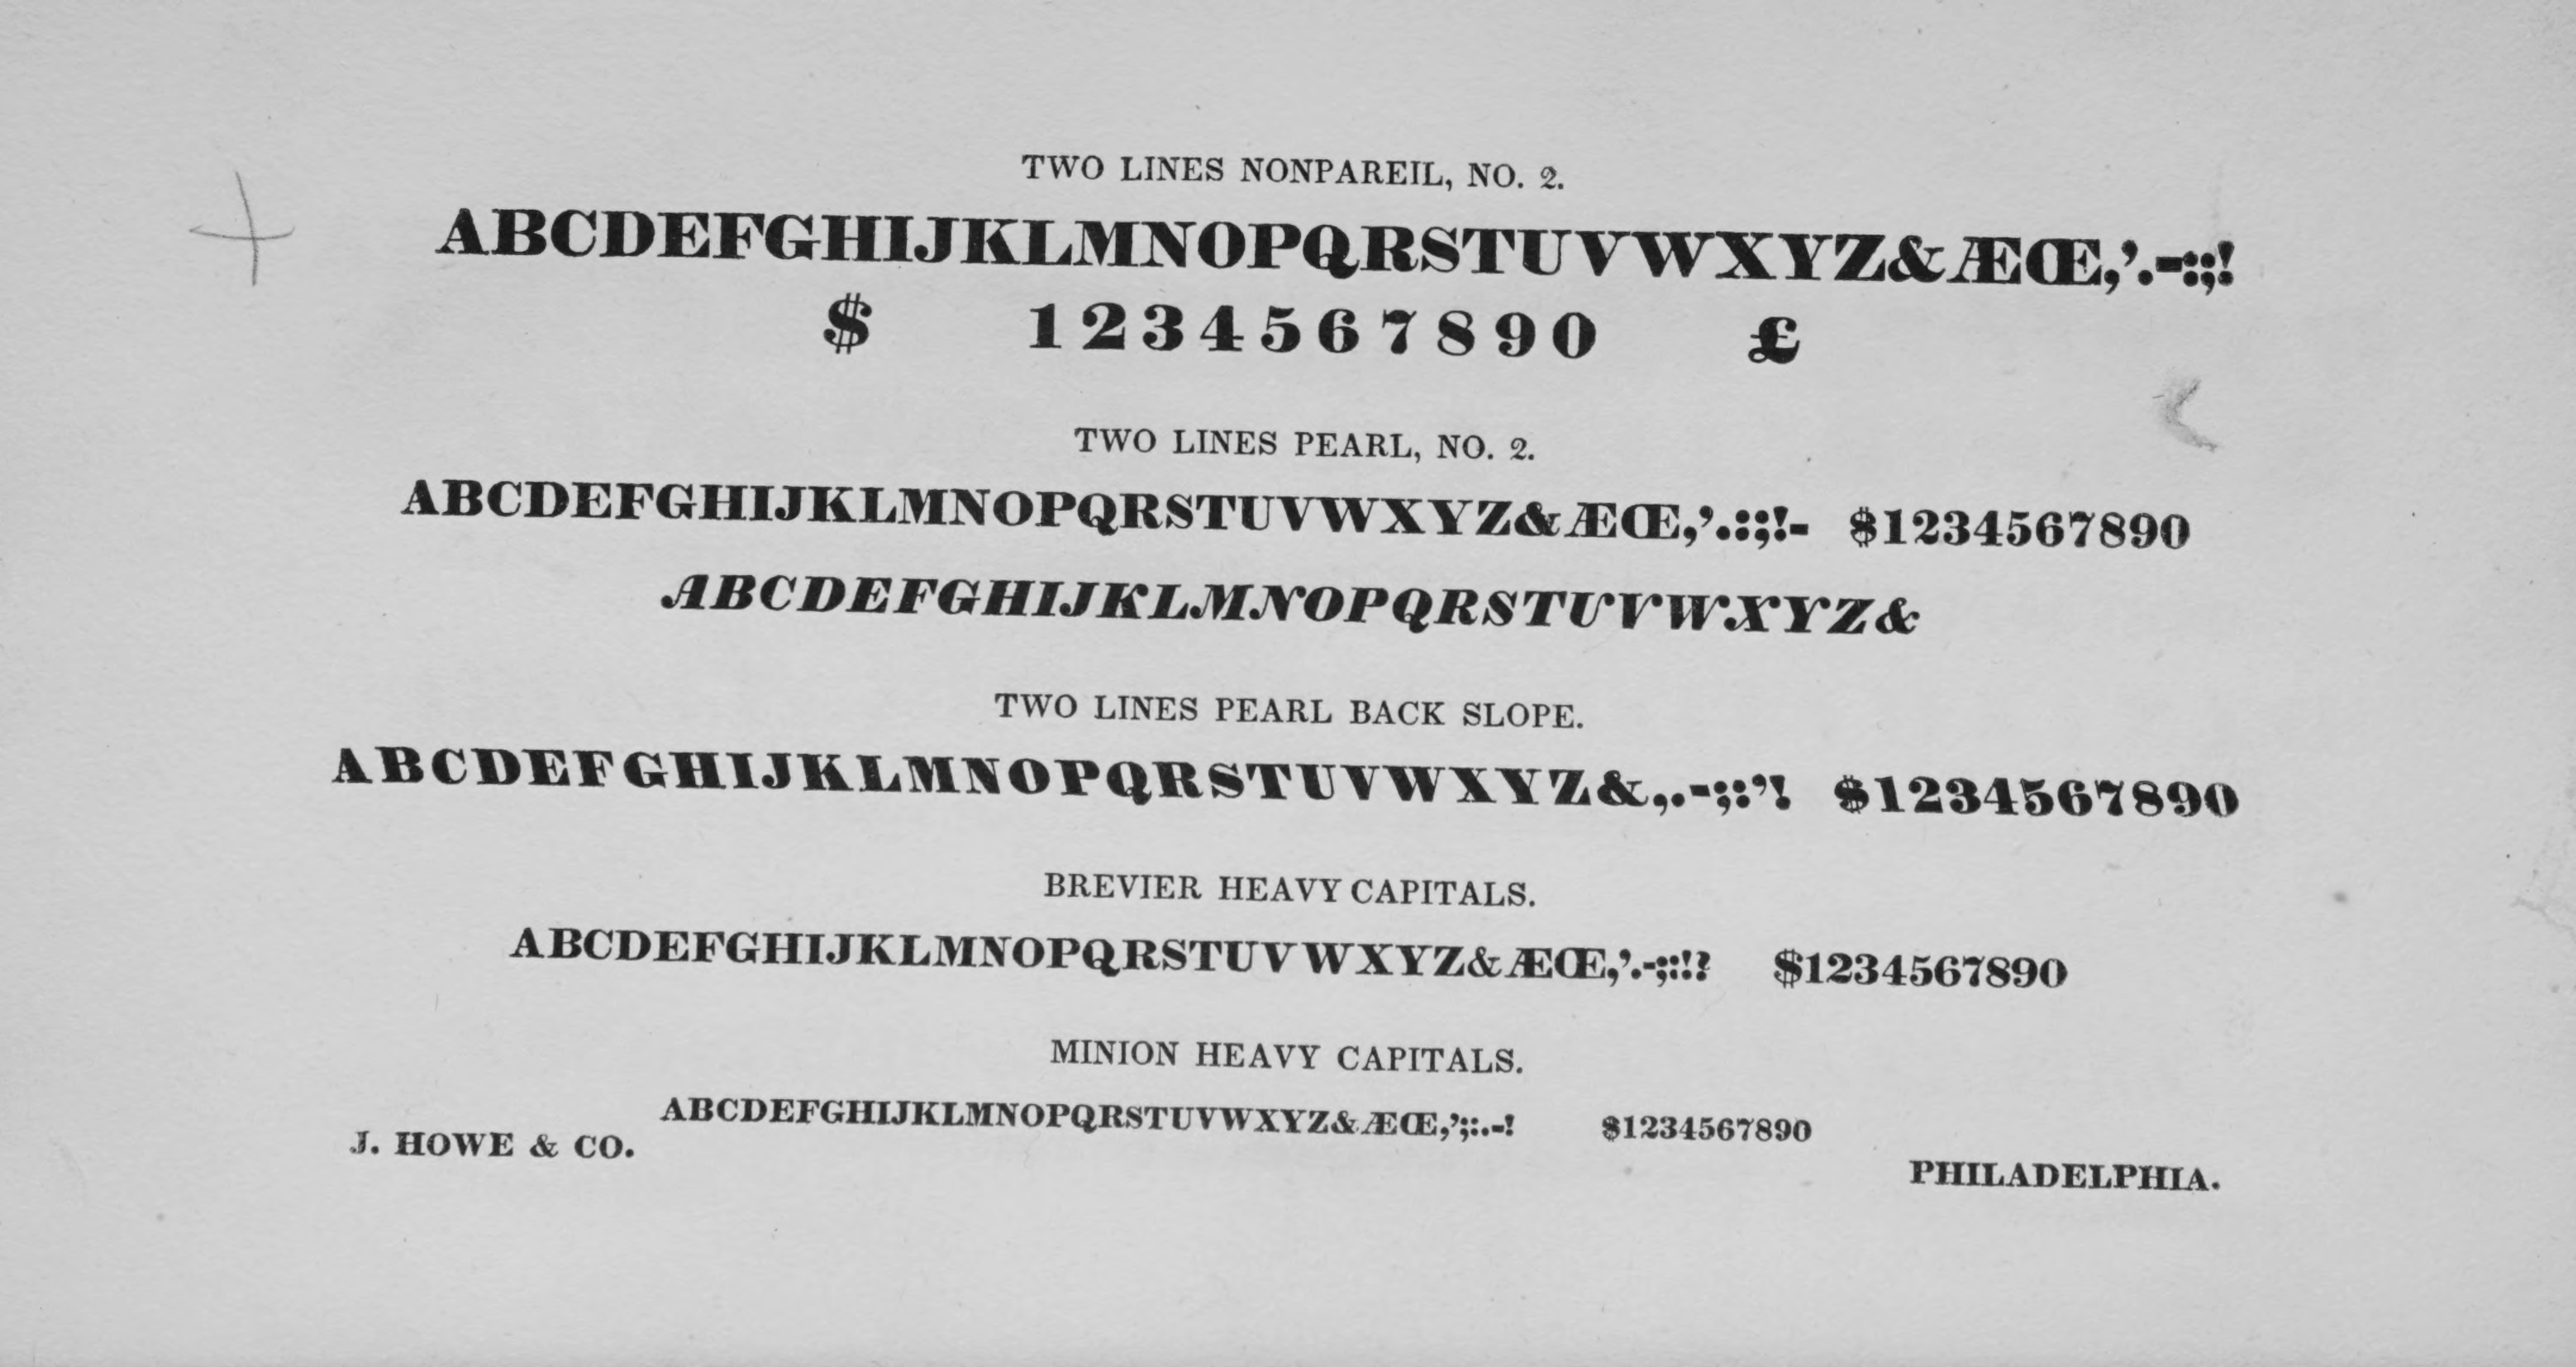 TWO LINES NONPAREIL, NO. 2.
ABCDEFGHIJKLMNOPQRSTUVWXYZ&ÆŒ,’.-:;!
$ 1234567890 £
TWO LINES PEARL, NO. 2.
ABCDEFGHIJKLMNOPQRSTUVWXYZ&ÆŒ,’.:;!- $1234567890
ABCDEFGHIJKLMNOPQRSTUVWXYZ&
TWO LINES PEARL BACK SLOPE.
ABCDEFGHIJKLMNOPQRSTUVWXYZ&,.-;:’! $1234567890
BREVIER HEAVY CAPITALS.
ABCDEFGHIJKLMNOPQRSTUVWXYZ&ÆŒ,’.-;:!? $1234567890
MINION HEAVY CAPITALS.
ABCDEFGHIJKLMNOPQRSTUVWXYZ&ÆŒ,’;:.-! $1234567890
J. HOWE & CO.
PHILADELPHIA.